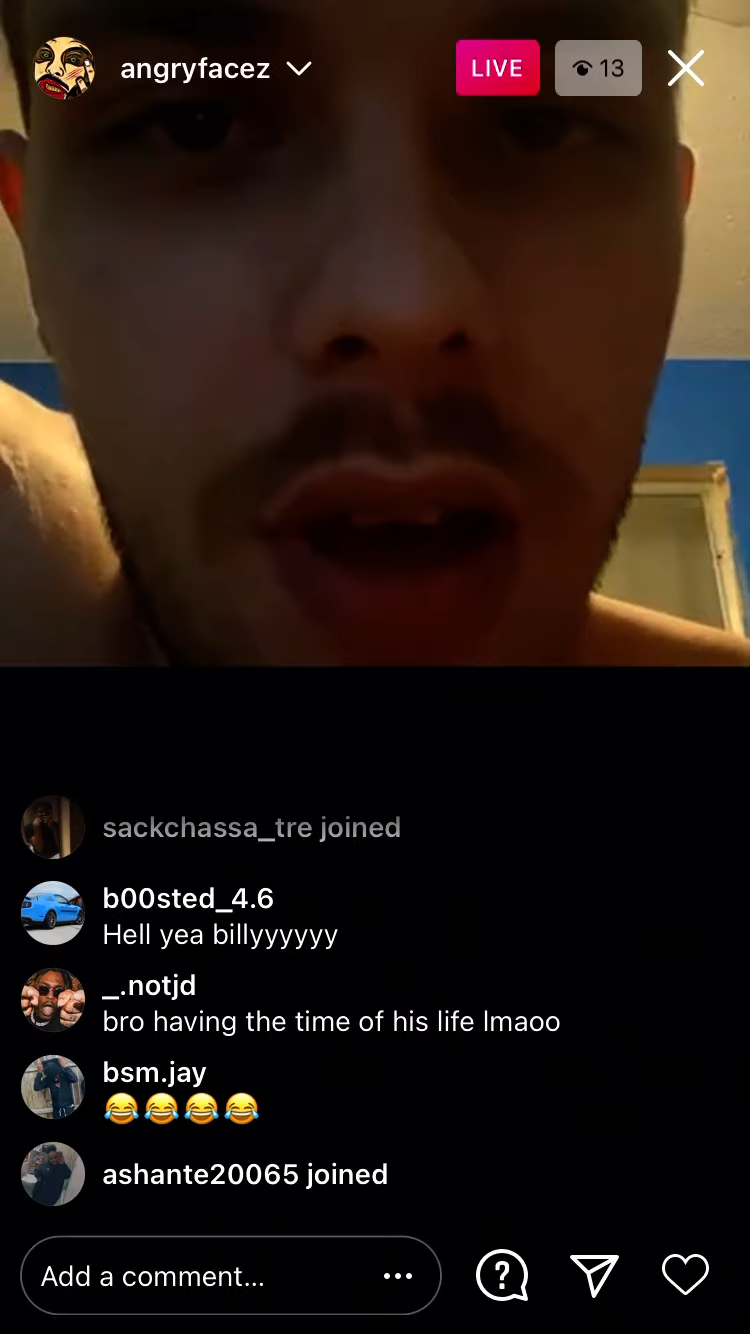 angryfacez
LIVE
13
sackchassa_tre joined
b00sted_4.6
Hell yea billyyyyyy
_.notjd
bro having the time of his life lmaoo
bsm.jay
😂😂😂😂
ashante20065 joined
Add a comment...